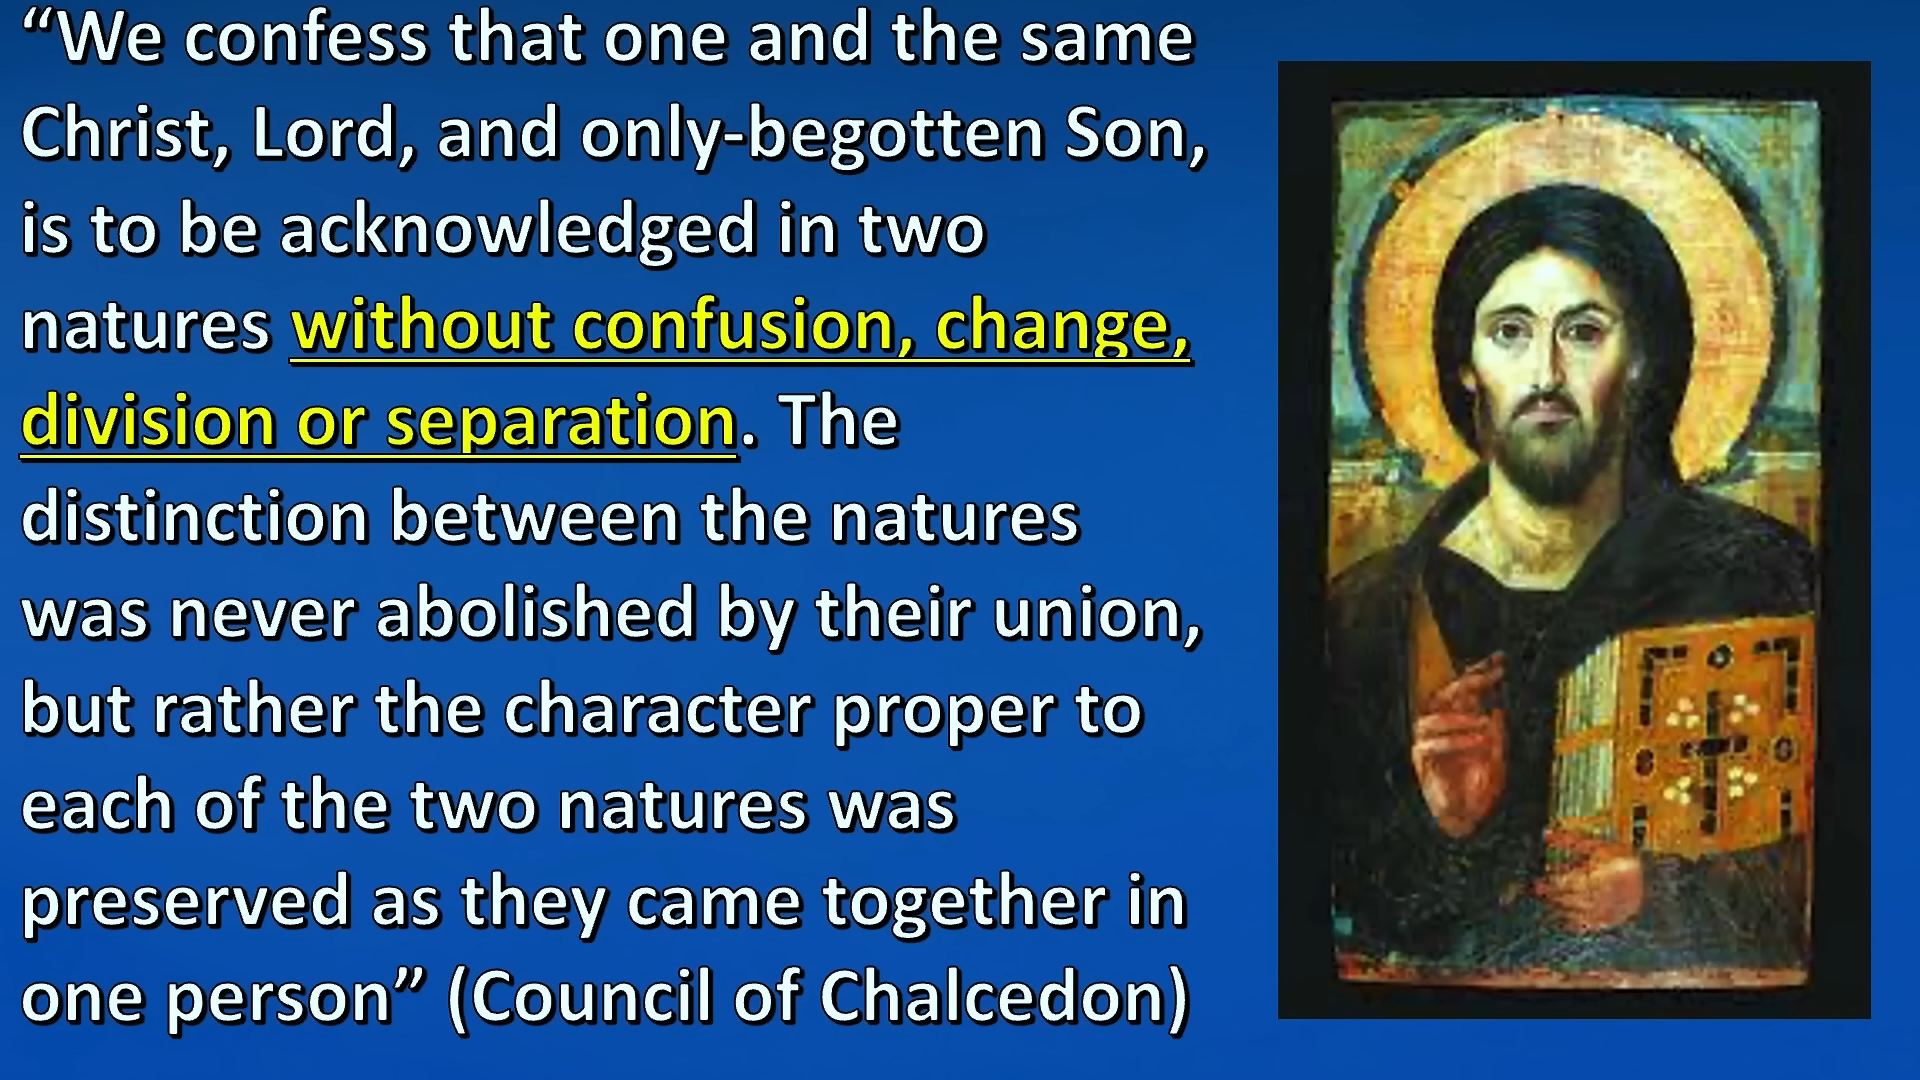 “We confess that one and the same
Christ, Lord, and only-begotten Son,
is to be acknowledged in two
natures without confusion, change,
division or separation. The
distinction between the natures
was never abolished by their union,
but rather the character proper to
each of the two natures was
preserved as they came together in
one person” (Council of Chalcedon)